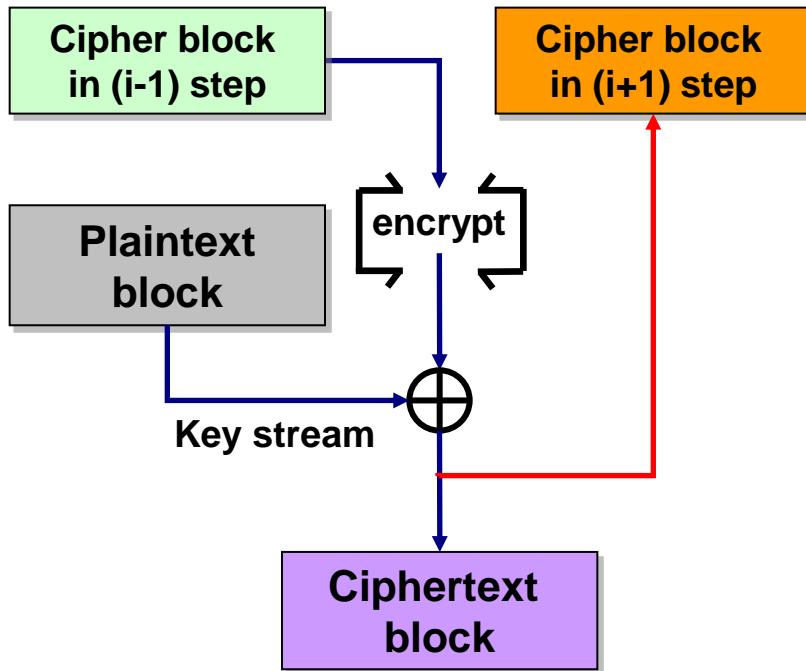 Cipher block
in (i-1) step
Cipher block
in (i+1) step
encrypt
Plaintext
block
Key stream
Ciphertext
block